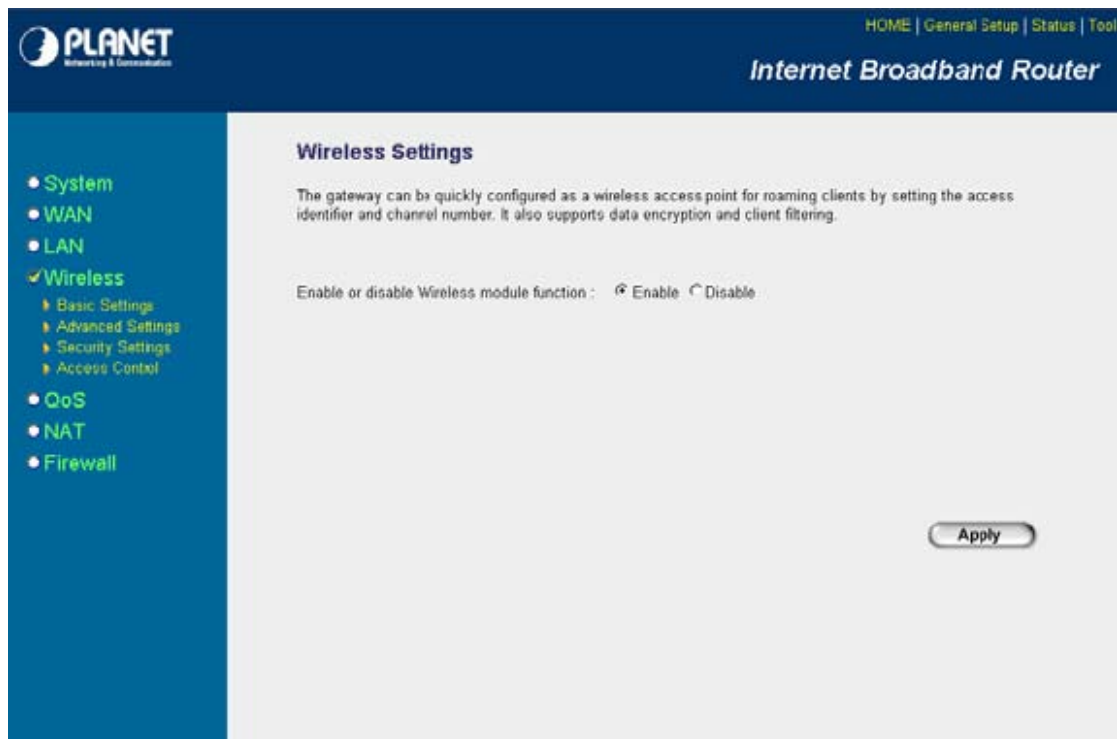 PLANET
Networking & Communication
HOME | General Setup | Status | Tool
Internet Broadband Router
System
WAN
LAN
Wireless
Basic Settings
Advanced Settings
Security Settings
Access Control
QoS
NAT
Firewall
Wireless Settings
The gateway can be quickly configured as a wireless access point for roaming clients by setting the access
identifier and channel number. It also supports data encryption and client filtering.
Enable or disable Wireless module function : Enable Disable
Apply